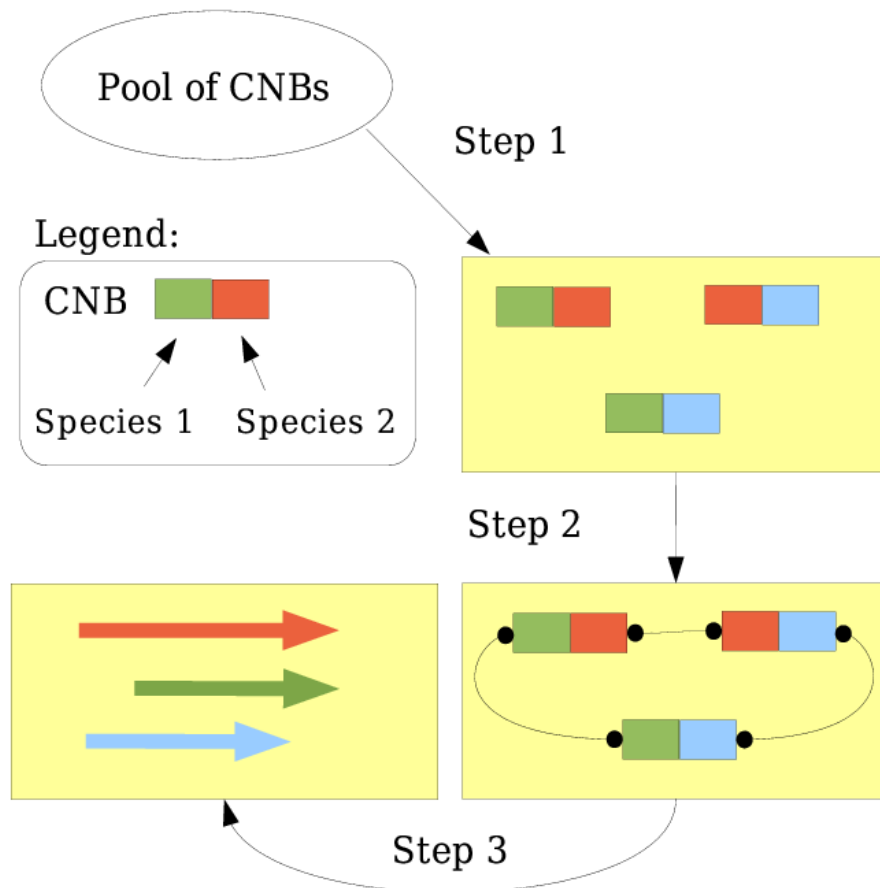 Pool of CNBs
Step 1
Legend:
CNB
Species 1 Species 2
Step 2
Step 3